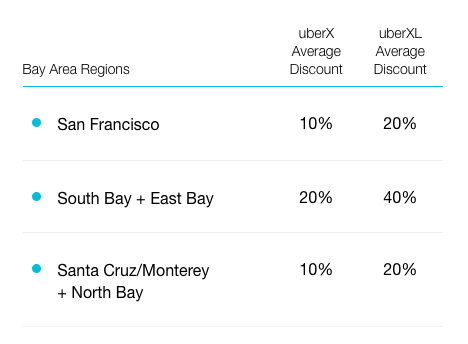 uberX uberXL
Average Average
Bay Area Regions Discount Discount
San Francisco 10% 20%
South Bay + East Bay 20% 40%
Santa Cruz/Monterey 10% 20%
+ North Bay